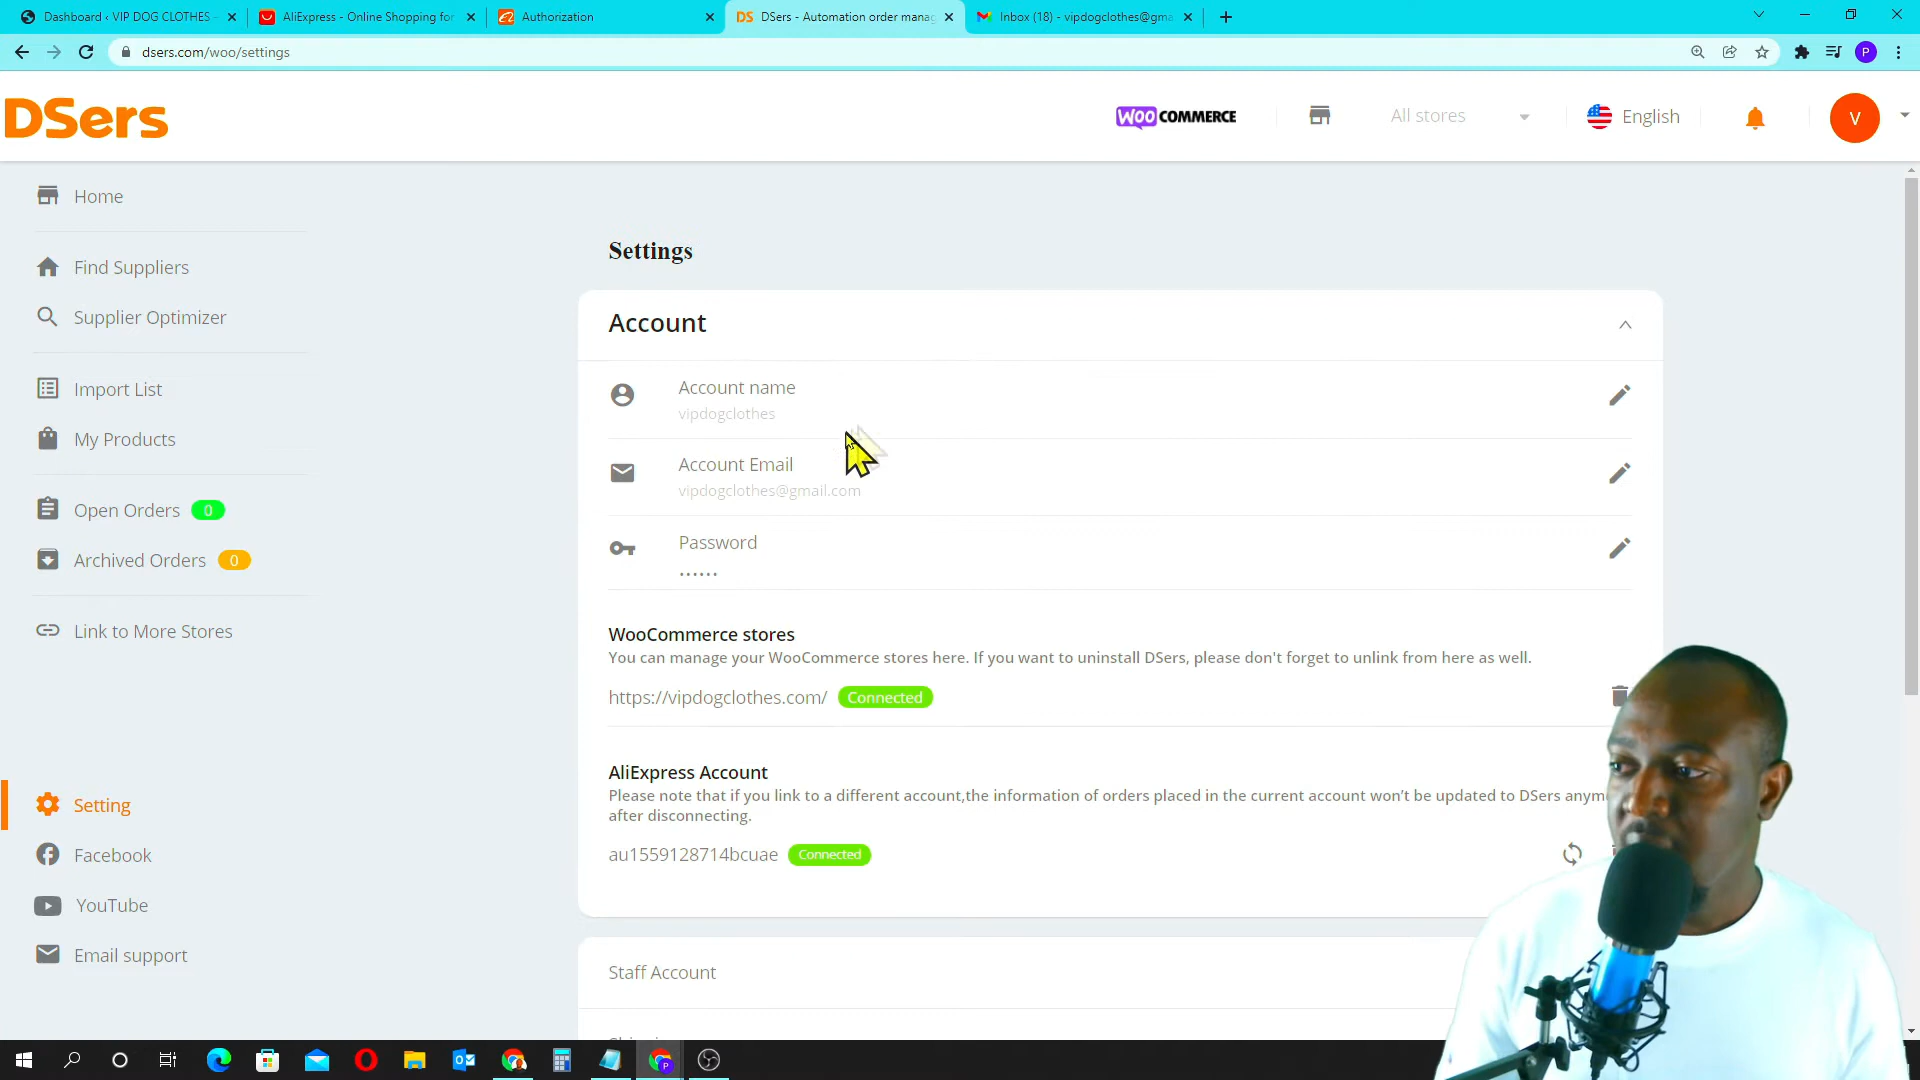 Dashboard ‹ VIP DOG CLOTHES –
AliExpress - Online Shopping for
Authorization
DS DSers - Automation order mana
Inbox (18) - vipdogclothes@gma
dsers.com/woo/settings
P
DSers
WOO COMMERCE
All stores
English
V
Home
Find Suppliers
Supplier Optimizer
Import List
My Products
Open Orders 0
Archived Orders 0
Link to More Stores
Setting
Facebook
YouTube
Email support
Settings
Account
Account name
vipdogclothes
Account Email
vipdogclothes@gmail.com
Password
••••••
WooCommerce stores
You can manage your WooCommerce stores here. If you want to uninstall DSers, please don't forget to unlink from here as well.
https://vipdogclothes.com/ Connected
AliExpress Account
Please note that if you link to a different account,the information of orders placed in the current account won't be updated to DSers anym
after disconnecting.
au1559128714bcuae Connected
Staff Account